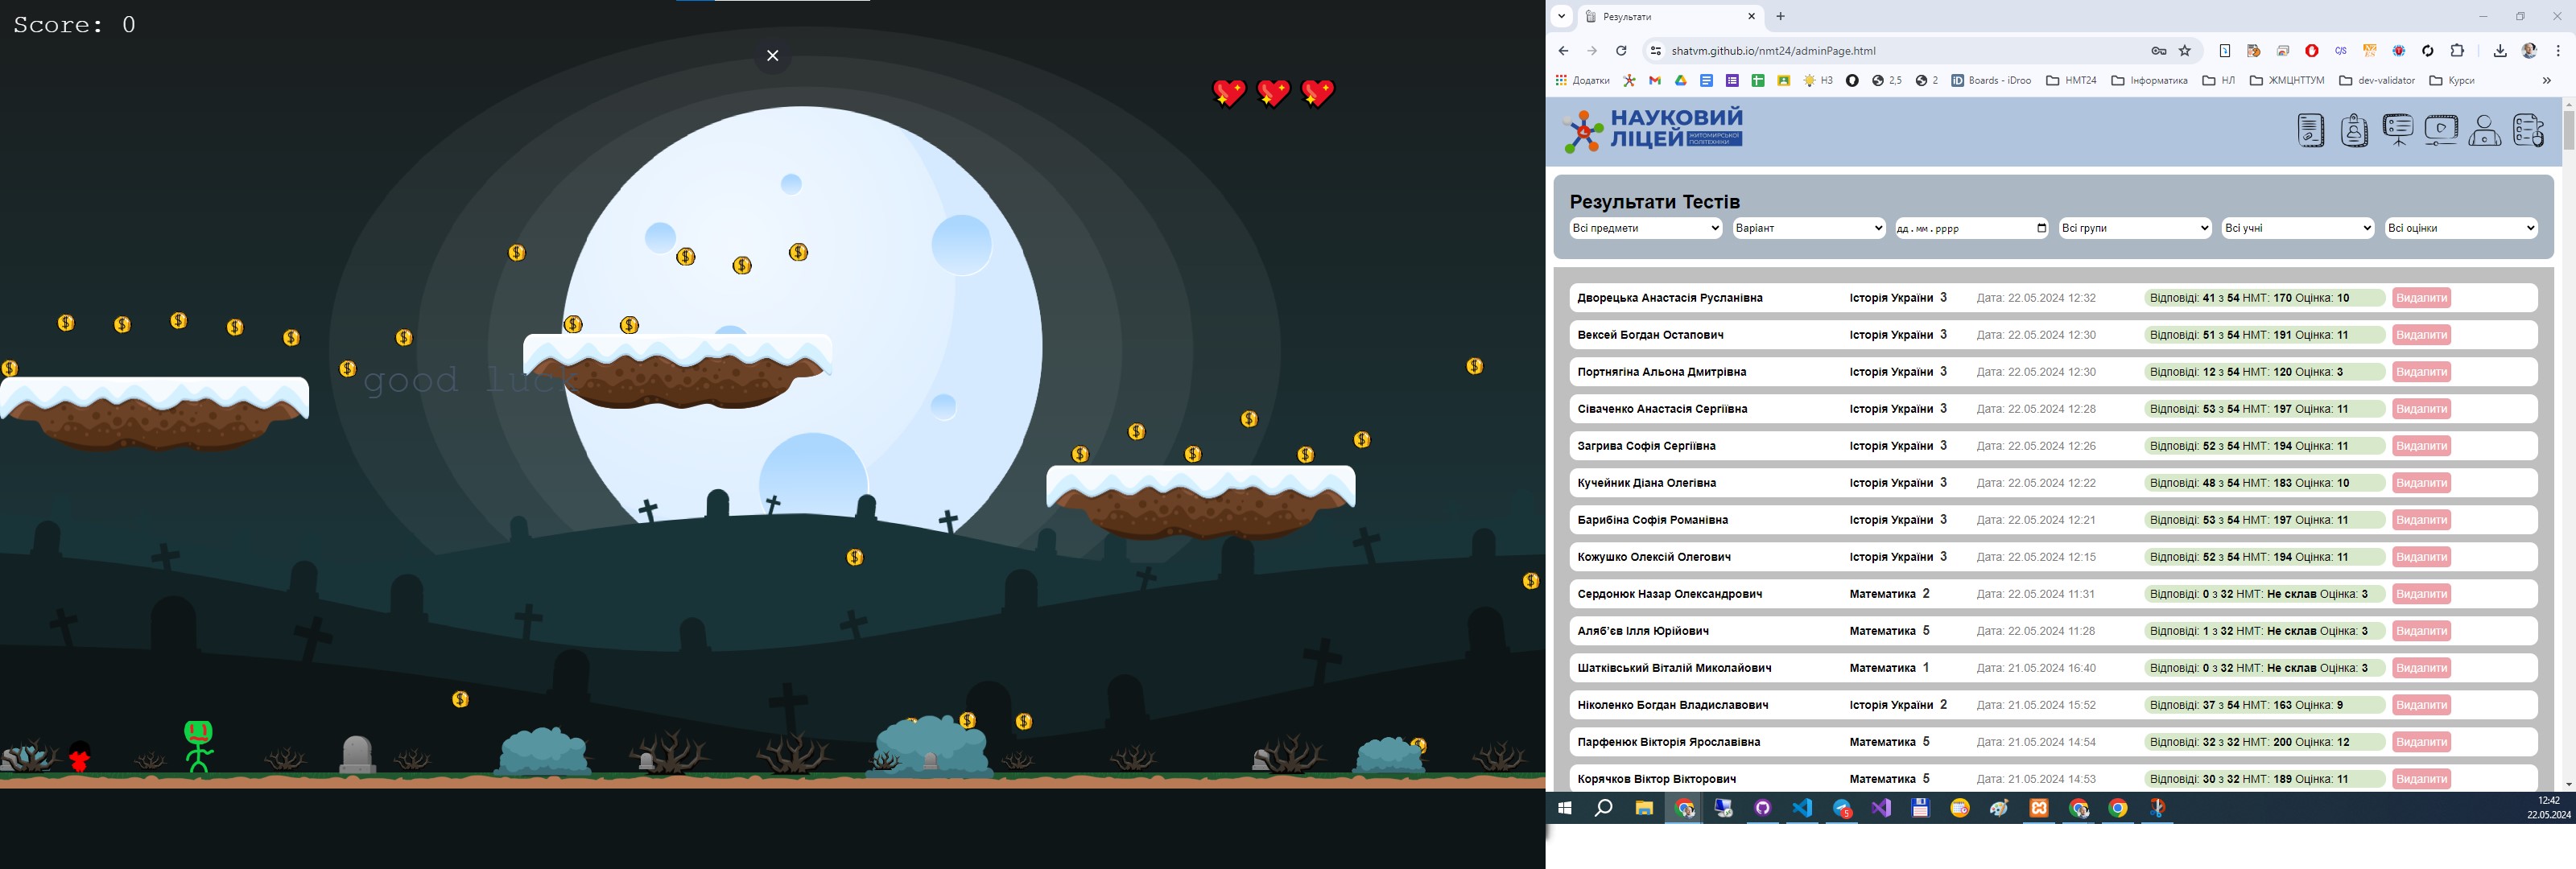 Score: 0
good luck
Результати
shatvm.github.io/nmt24/adminPage.html
Додатки
НЗ
2,5
2
Boards - iDroo
НМТ24
Інформатика
НЛ
ЖМЦНТТУМ
dev-validator
Курси
НАУКОВИЙ
ЛІЦЕЙ ЖИТОМИРСЬКОЇ ПОЛІТЕХНІКИ
Результати Тестів
Всі предмети Варіант дд.мм.рррр Всі групи Всі учні Всі оцінки
Дворецька Анастасія Русланівна Історія України 3 Дата: 22.05.2024 12:32 Відповіді: 41 з 54 НМТ: 170 Оцінка: 10 Видалити
Вексей Богдан Остапович Історія України 3 Дата: 22.05.2024 12:30 Відповіді: 51 з 54 НМТ: 191 Оцінка: 11 Видалити
Портнягіна Альона Дмитрівна Історія України 3 Дата: 22.05.2024 12:30 Відповіді: 12 з 54 НМТ: 120 Оцінка: 3 Видалити
Сіваченко Анастасія Сергіївна Історія України 3 Дата: 22.05.2024 12:28 Відповіді: 53 з 54 НМТ: 197 Оцінка: 11 Видалити
Загрива Софія Сергіївна Історія України 3 Дата: 22.05.2024 12:26 Відповіді: 52 з 54 НМТ: 194 Оцінка: 11 Видалити
Кучейник Діана Олегівна Історія України 3 Дата: 22.05.2024 12:22 Відповіді: 48 з 54 НМТ: 183 Оцінка: 10 Видалити
Барибіна Софія Романівна Історія України 3 Дата: 22.05.2024 12:21 Відповіді: 53 з 54 НМТ: 197 Оцінка: 11 Видалити
Кожушко Олексій Олегович Історія України 3 Дата: 22.05.2024 12:15 Відповіді: 52 з 54 НМТ: 194 Оцінка: 11 Видалити
Сердонюк Назар Олександрович Математика 2 Дата: 22.05.2024 11:31 Відповіді: 0 з 32 НМТ: Не склав Оцінка: 3 Видалити
Аляб'єв Ілля Юрійович Математика 5 Дата: 22.05.2024 11:28 Відповіді: 1 з 32 НМТ: Не склав Оцінка: 3 Видалити
Шатківський Віталій Миколайович Математика 1 Дата: 21.05.2024 16:40 Відповіді: 0 з 32 НМТ: Не склав Оцінка: 3 Видалити
Ніколенко Богдан Владиславович Історія України 2 Дата: 21.05.2024 15:52 Відповіді: 37 з 54 НМТ: 163 Оцінка: 9 Видалити
Парфенюк Вікторія Ярославівна Математика 5 Дата: 21.05.2024 14:54 Відповіді: 32 з 32 НМТ: 200 Оцінка: 12 Видалити
Корячков Віктор Вікторович Математика 5 Дата: 21.05.2024 14:53 Відповіді: 30 з 32 НМТ: 189 Оцінка: 11 Видалити
12:42
22.05.2024